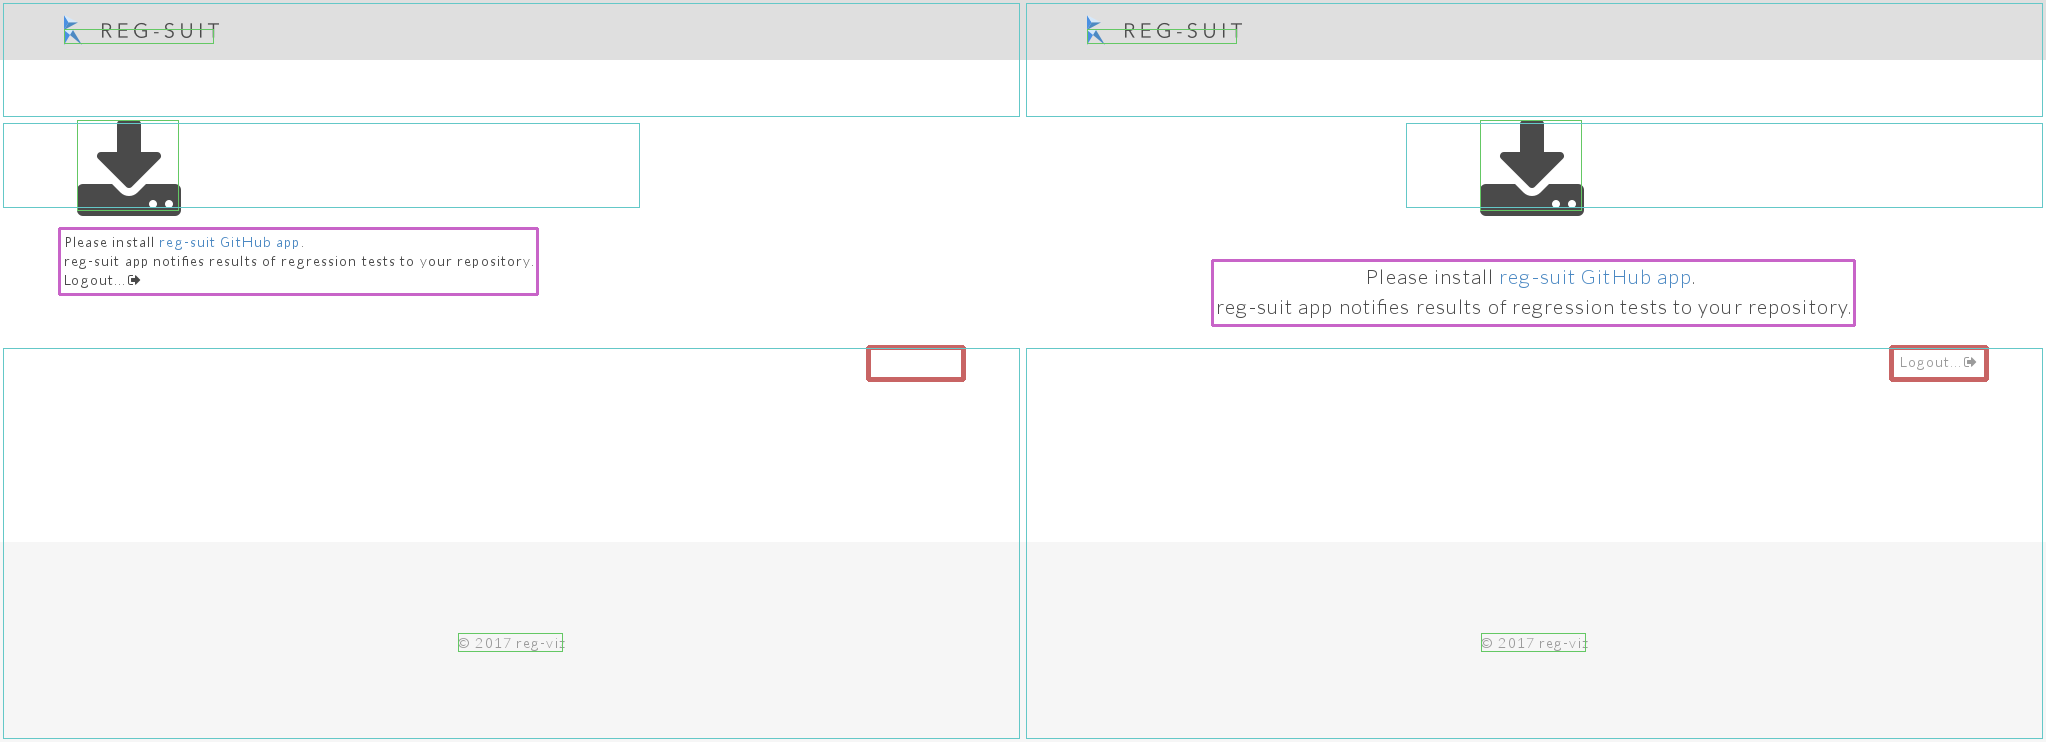 REG-SUIT
Please install reg-suit GitHub app.
reg-suit app notifies results of regression tests to your repository.
Logout...
© 2017 reg-viz
REG-SUIT
Please install reg-suit GitHub app.
reg-suit app notifies results of regression tests to your repository.
Logout...
© 2017 reg-viz